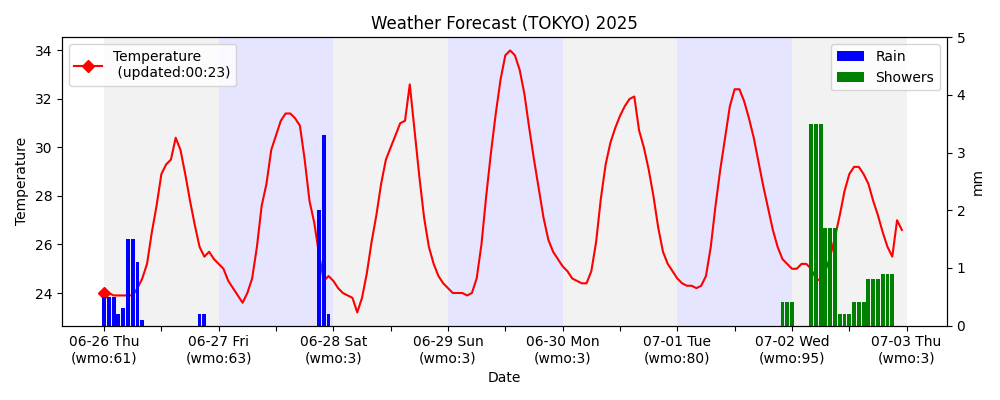 Weather Forecast (TOKYO) 2025
Temperature
(updated:00:23)
Rain
Showers
Temperature
34
32
30
28
26
24
5
4
3
2
1
0
mm
06-26 Thu
(wmo:61)
06-27 Fri
(wmo:63)
06-28 Sat
(wmo:3)
06-29 Sun
(wmo:3)
06-30 Mon
(wmo:3)
07-01 Tue
(wmo:80)
07-02 Wed
(wmo:95)
07-03 Thu
(wmo:3)
Date